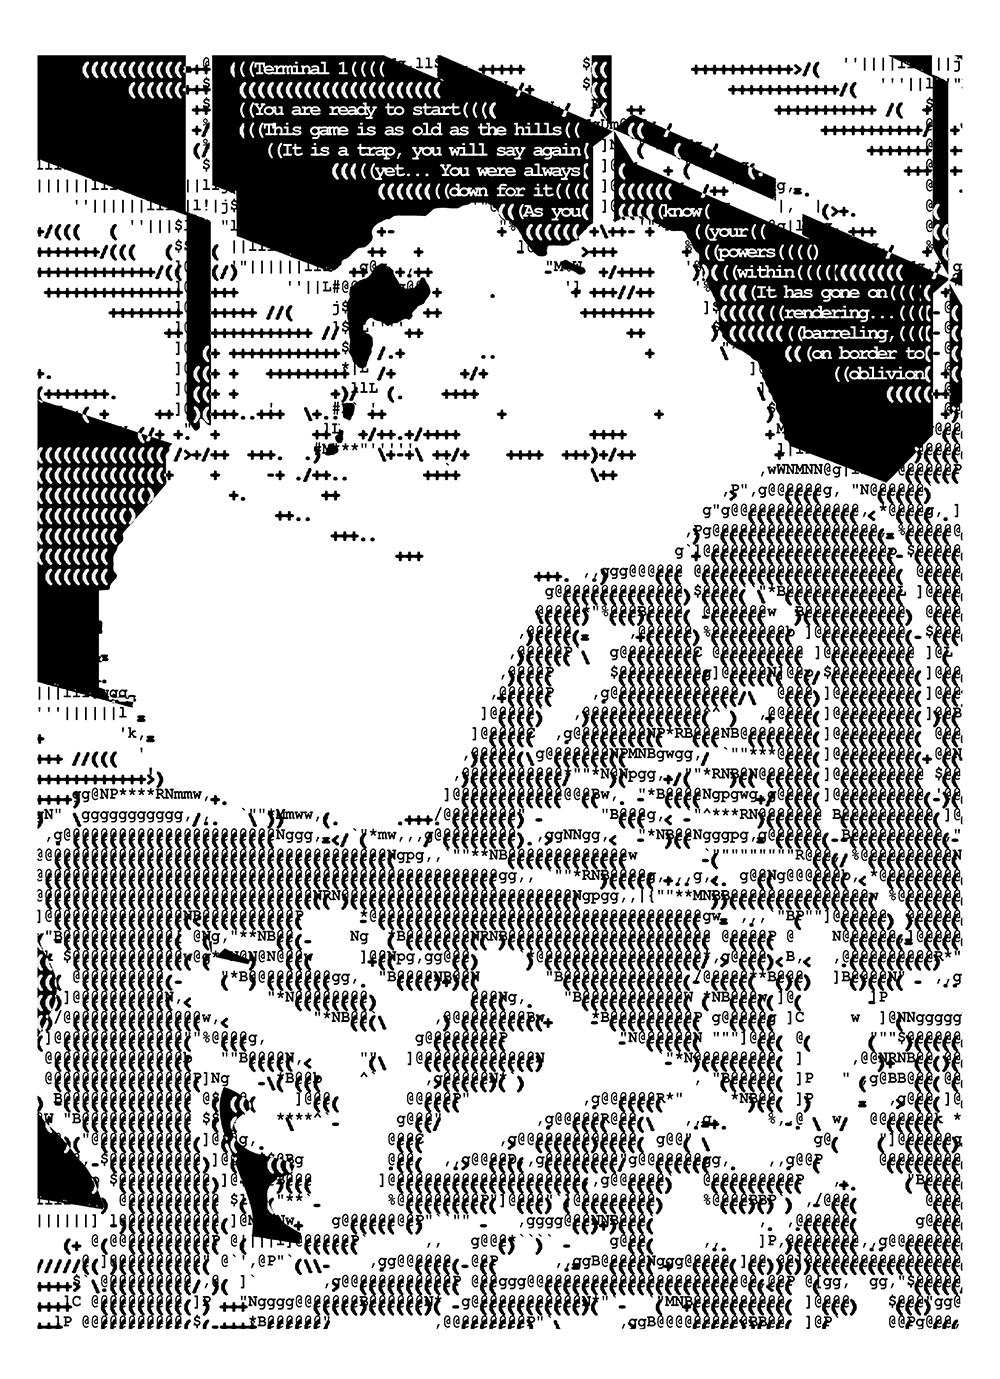 Terminal 1
You are ready to start
This game is as old as the hills
It is a trap, you will say again
yet... You were always
down for it
As you know
your
powers
within
It has gone on
rendering...
barreling,
on border to
oblivion